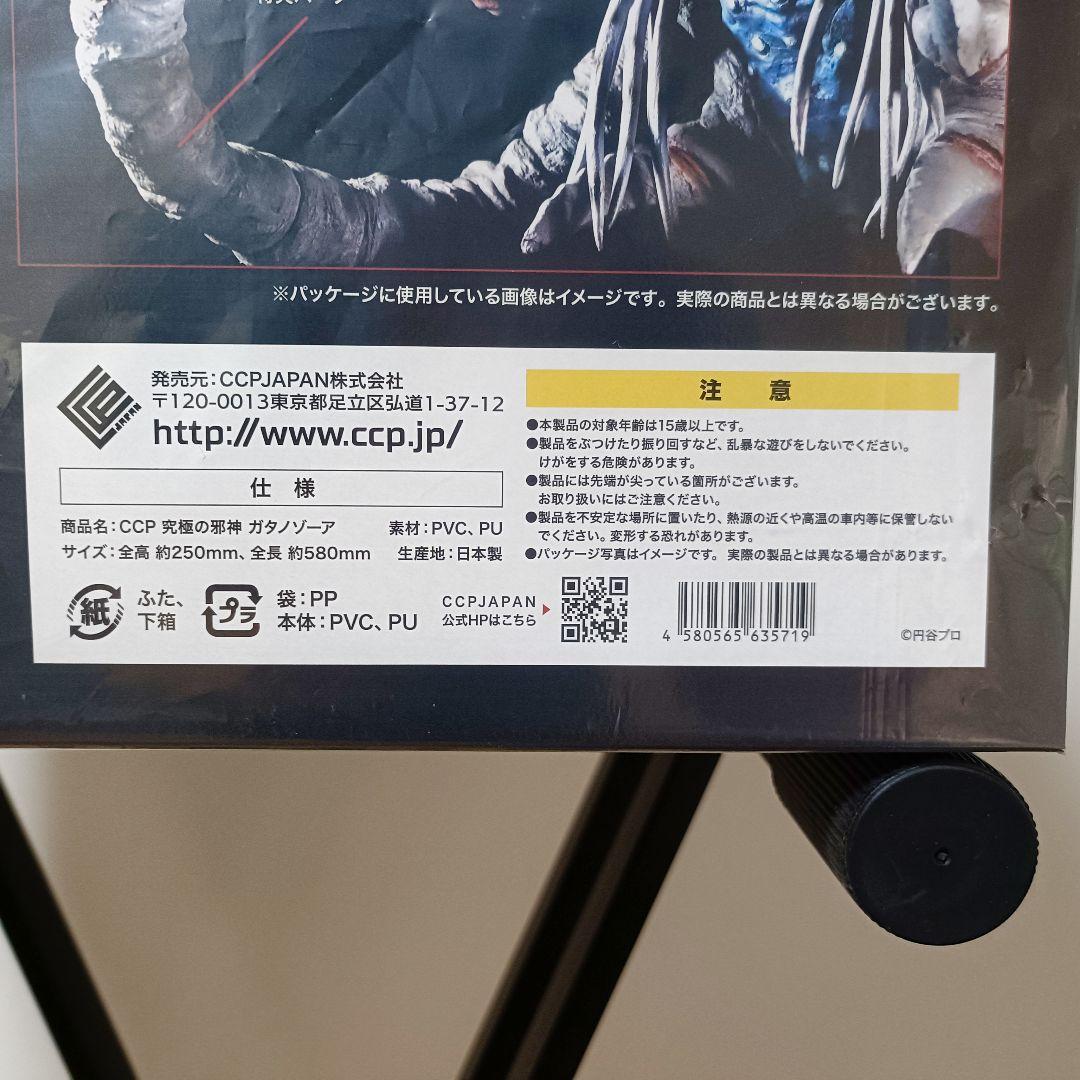 ※パッケージに使用している画像はイメージです。実際の商品とは異なる場合がございます。
JAPAN
発売元：CCPJAPAN株式会社
〒120-0013東京都足立区弘道1-37-12
http://www.ccp.jp/
仕 様
商品名：CCP 究極の邪神 ガタノゾーア
素材：PVC、PU
サイズ：全高 約250mm、全長 約580mm
生産地：日本製
紙
ふた、
下箱
プラ
袋：PP
本体：PVC、PU
CCPJAPAN
公式HPはこちら
注 意
●本製品の対象年齢は15歳以上です。
●製品をぶつけたり振り回すなど、乱暴な遊びをしないでください。
けがをする危険があります。
●製品には先端が尖っている箇所がございます。
お取り扱いにはご注意ください。
●製品を不安定な場所に置いたり、熱源の近くや高温の車内等に保管しない
でください。変形する恐れがあります。
●パッケージ写真はイメージです。 実際の製品とは異なる場合があります。
4 580565 635719
©円谷プロ